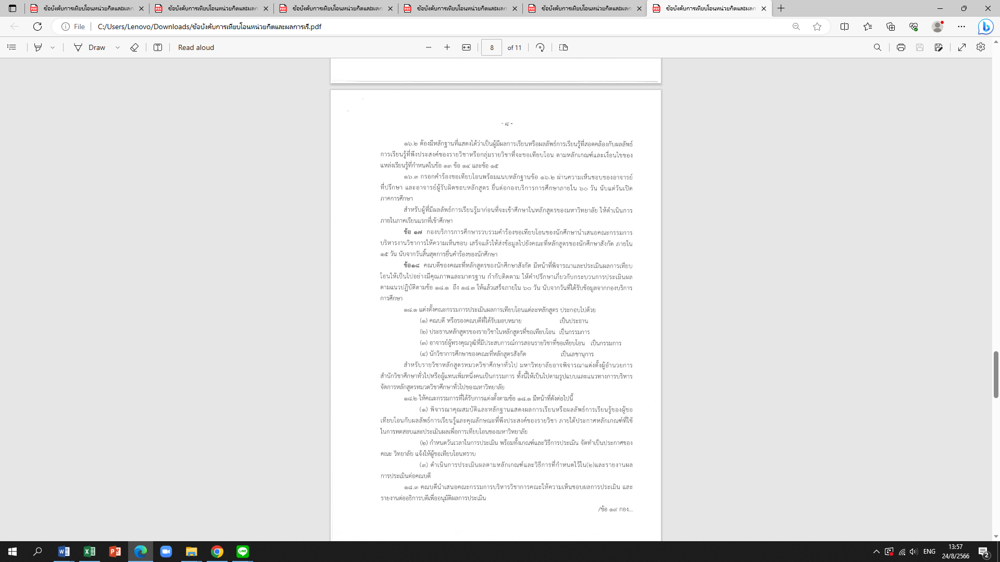 ข้อบังคับการเทียบโอนหน่วยกิตและผลก
ข้อบังคับการเทียบโอนหน่วยกิตและผลก
ข้อบังคับการเทียบโอนหน่วยกิตและผลก
ข้อบังคับการเทียบโอนหน่วยกิตและผลก
ข้อบังคับการเทียบโอนหน่วยกิตและผลก
ข้อบังคับการเทียบโอนหน่วยกิตและผลก
File C:/Users/Lenovo/Downloads/ข้อบังคับการเทียบโอนหน่วยกิตและผลการเรี.pdf
Draw Read aloud 8 of 11
- ๘ -
๑๖.๒ ต้องมีหลักฐานที่แสดงได้ว่าเป็นผู้มีผลการเรียนหรือผลลัพธ์การเรียนรู้ที่สอดคล้องกับผลลัพธ์
การเรียนรู้ที่พึงประสงค์ของรายวิชาหรือกลุ่มรายวิชาที่จะขอเทียบโอน ตามหลักเกณฑ์และเงื่อนไขของ
แหล่งเรียนรู้ที่กำหนดในข้อ ๑๓ ข้อ ๑๔ และข้อ ๑๕
๑๖.๓ กรอกคำร้องขอเทียบโอนพร้อมแนบหลักฐานข้อ ๑๖.๒ ผ่านความเห็นชอบของอาจารย์
ที่ปรึกษา และอาจารย์ผู้รับผิดชอบหลักสูตร ยื่นต่อกองบริการการศึกษาภายใน ๖๐ วัน นับแต่วันเปิด
ภาคการศึกษา
สำหรับผู้ที่มีผลลัพธ์การเรียนรู้มาก่อนที่จะเข้าศึกษาในหลักสูตรของมหาวิทยาลัย ให้ดำเนินการ
ภายในภาคเรียนแรกที่เข้าศึกษา
ข้อ ๑๗ กองบริการการศึกษารวบรวมคำร้องขอเทียบโอนของนักศึกษานำเสนอคณะกรรมการ
บริหารงานวิชาการให้ความเห็นชอบ เสร็จแล้วให้ส่งข้อมูลไปยังคณะที่หลักสูตรของนักศึกษาสังกัด ภายใน
๑๕ วัน นับจากวันสิ้นสุดการยื่นคำร้องของนักศึกษา
ข้อ๑๘ คณบดีของคณะที่หลักสูตรของนักศึกษาสังกัด มีหน้าที่พิจารณาและประเมินผลการเทียบ
โอนให้เป็นไปอย่างมีคุณภาพและมาตรฐาน กำกับติดตาม ให้คำปรึกษาเกี่ยวกับกระบวนการประเมินผล
ตามแนวปฏิบัติตามข้อ ๑๘.๑ ถึง ๑๘.๓ ให้แล้วเสร็จภายใน ๖๐ วัน นับจากวันที่ได้รับข้อมูลจากกองบริการ
การศึกษา
๑๘.๑ แต่งตั้งคณะกรรมการประเมินผลการเทียบโอนแต่ละหลักสูตร ประกอบไปด้วย
(๑) คณบดี หรือรองคณบดีที่ได้รับมอบหมาย เป็นประธาน
(๒) ประธานหลักสูตรของรายวิชาในหลักสูตรที่ขอเทียบโอน เป็นกรรมการ
(๓) อาจารย์ผู้ทรงคุณวุฒิที่มีประสบการณ์การสอนรายวิชาที่ขอเทียบโอน เป็นกรรมการ
(๔) นักวิชาการศึกษาของคณะที่หลักสูตรสังกัด เป็นเลขานุการ
สำหรับรายวิชาหลักสูตรหมวดวิชาศึกษาทั่วไป มหาวิทยาลัยอาจพิจารณาแต่งตั้งผู้อำนวยการ
สำนักวิชาศึกษาทั่วไปหรือผู้แทนเพิ่มหนึ่งคนเป็นกรรมการ ทั้งนี้ให้เป็นไปตามรูปแบบและแนวทางการบริหาร
จัดการหลักสูตรหมวดวิชาศึกษาทั่วไปของมหาวิทยาลัย
๑๘.๒ ให้คณะกรรมการที่ได้รับการแต่งตั้งตามข้อ ๑๘.๑ มีหน้าที่ดังต่อไปนี้
(๑) พิจารณาคุณสมบัติและหลักฐานแสดงผลการเรียนหรือผลลัพธ์การเรียนรู้ของผู้ขอ
เทียบโอนกับผลลัพธ์การเรียนรู้และคุณลักษณะที่พึงประสงค์ของรายวิชา ภายใต้ประกาศหลักเกณฑ์ที่ใช้
ในการทดสอบและประเมินผลเพื่อการเทียบโอนของมหาวิทยาลัย
(๒) กำหนดวันเวลาในการประเมิน พร้อมทั้งเกณฑ์และวิธีการประเมิน จัดทำเป็นประกาศของ
คณะ วิทยาลัย แจ้งให้ผู้ขอเทียบโอนทราบ
(๓) ดำเนินการประเมินผลตามหลักเกณฑ์และวิธีการที่กำหนดไว้ใน(๒)และรายงานผล
การประเมินต่อคณบดี
๑๘.๓ คณบดีนำเสนอคณะกรรมการบริหารวิชาการคณะให้ความเห็นชอบผลการประเมิน และ
รายงานต่ออธิการบดีเพื่ออนุมัติผลการประเมิน
/ข้อ ๑๙ กอง...
ENG
13:57
24/8/2566
2